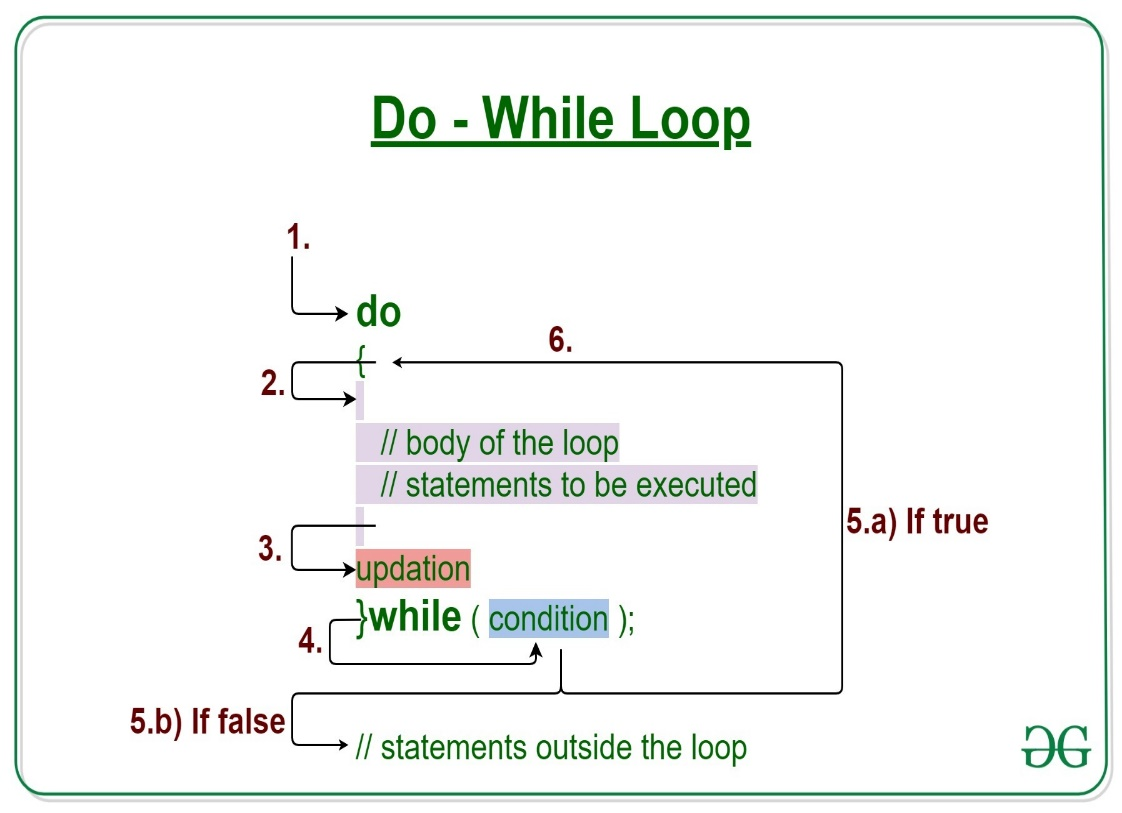 Do - While Loop
1.
do
6.
{
2.
// body of the loop
// statements to be executed
5.a) If true
3.
updation
}while ( condition );
4.
5.b) If false
// statements outside the loop